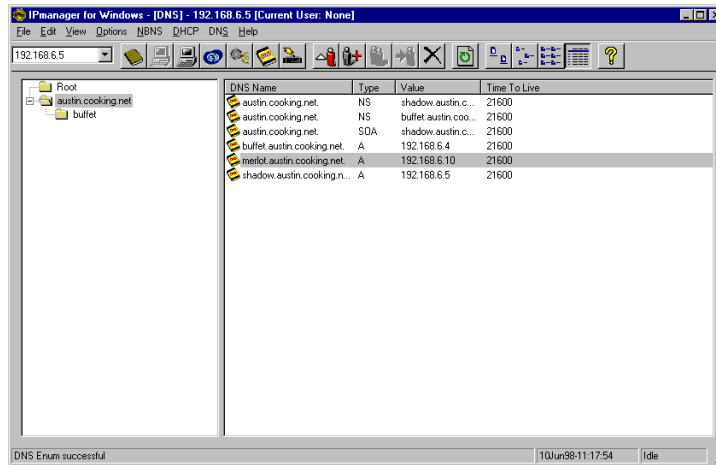 IPmanager for Windows - [DNS] - 192.168.6.5 [Current User: None]
File Edit View Options NBNS DHCP DNS Help
192.168.6.5
Root
austin.cooking.net
buffet
DNS Name Type Value Time To Live
austin.cooking.net. NS shadow.austin.c... 21600
austin.cooking.net. NS buffet.austin.coo... 21600
austin.cooking.net. SOA shadow.austin.c... 21600
buffet.austin.cooking.net. A 192.168.6.4 21600
merlot.austin.cooking.net. A 192.168.6.10 21600
shadow.austin.cooking.n... A 192.168.6.5 21600
DNS Enum successful 10Jun98-11:17:54 Idle